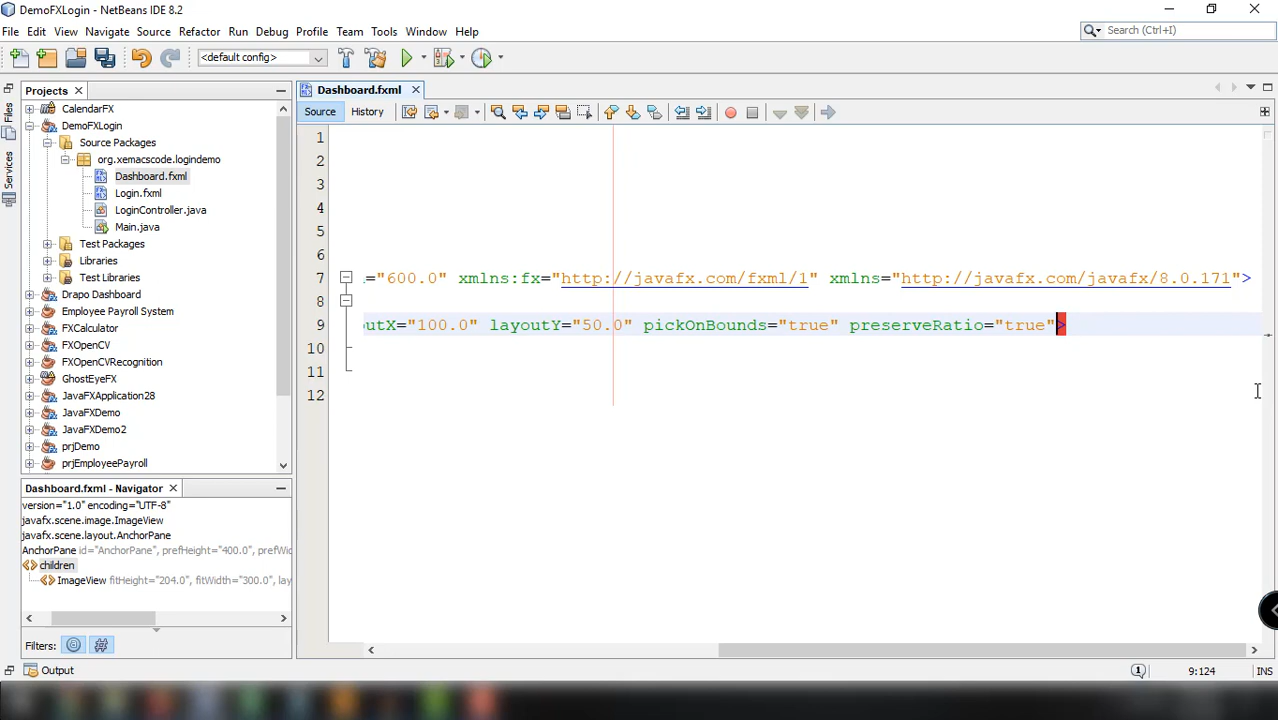 DemoFXLogin - NetBeans IDE 8.2
File Edit View Navigate Source Refactor Run Debug Profile Team Tools Window Help
Search (Ctrl+I)
<default config>
Files
Services
Projects
CalendarFX
DemoFXLogin
Source Packages
org.xemacscode.logindemo
Dashboard.fxml
Login.fxml
LoginController.java
Main.java
Test Packages
Libraries
Test Libraries
Drapo Dashboard
Employee Payroll System
FXCalculator
FXOpenCV
FXOpenCVRecognition
GhostEyeFX
JavaFXApplication28
JavaFXDemo
JavaFXDemo2
prjDemo
prjEmployeePayroll
Dashboard.fxml - Navigator
version="1.0" encoding="UTF-8"
javafx.scene.image.ImageView
javafx.scene.layout.AnchorPane
AnchorPane id="AnchorPane", prefHeight="400.0", prefWi
children
ImageView fitHeight="204.0", fitWidth="300.0", lay
Filters:
Dashboard.fxml
Source History
1
2
3
4
5
6
7 .="600.0" xmlns:fx="http://javafx.com/fxml/1" xmlns="http://javafx.com/javafx/8.0.171">
8
9 outX="100.0" layoutY="50.0" pickOnBounds="true" preserveRatio="true">
10
11
12
Output
1
9:124
INS